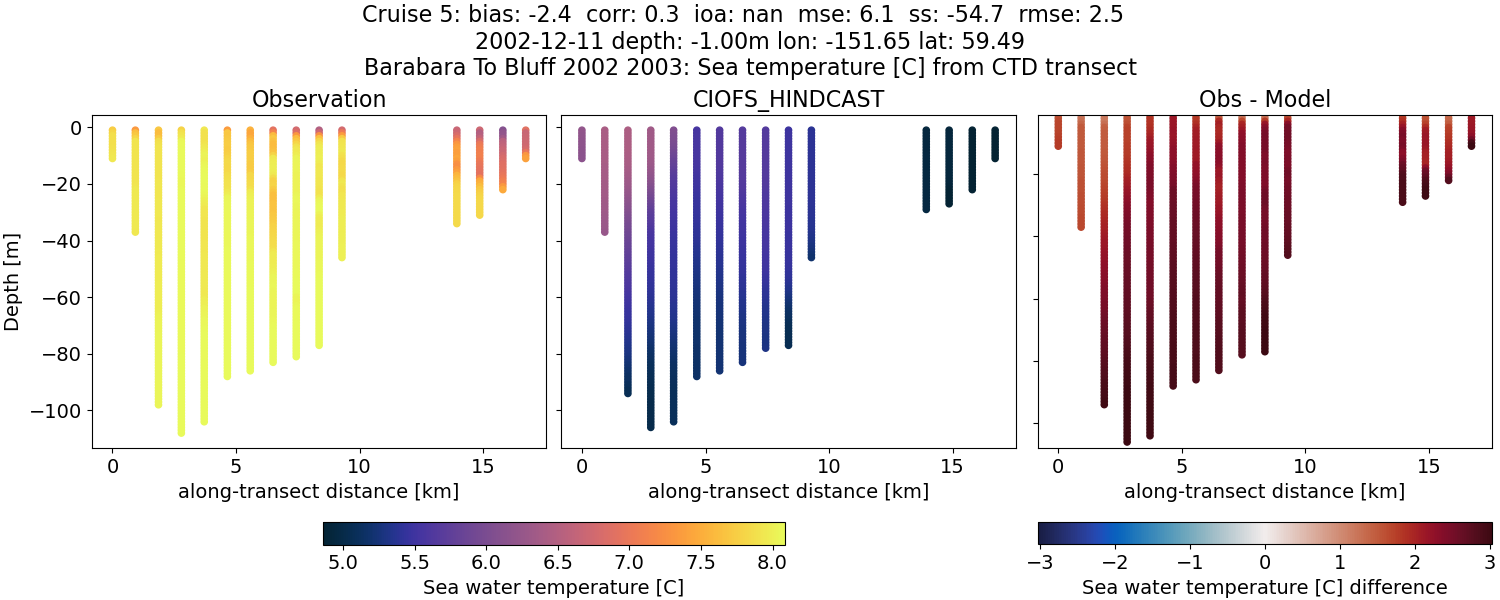 Cruise 5: bias: -2.4  corr: 0.3  ioa: nan  mse: 6.1  ss: -54.7  rmse: 2.5
2002-12-11 depth: -1.00m lon: -151.65 lat: 59.49
Barabara To Bluff 2002 2003: Sea temperature [C] from CTD transect
Observation
CIOFS_HINDCAST
Obs - Model
Depth [m]
0
−20
−40
−60
−80
−100
0 5 10 15
0 5 10 15
0 5 10 15
along-transect distance [km]
along-transect distance [km]
along-transect distance [km]
5.0 5.5 6.0 6.5 7.0 7.5 8.0
Sea water temperature [C]
−3 −2 −1 0 1 2 3
Sea water temperature [C] difference